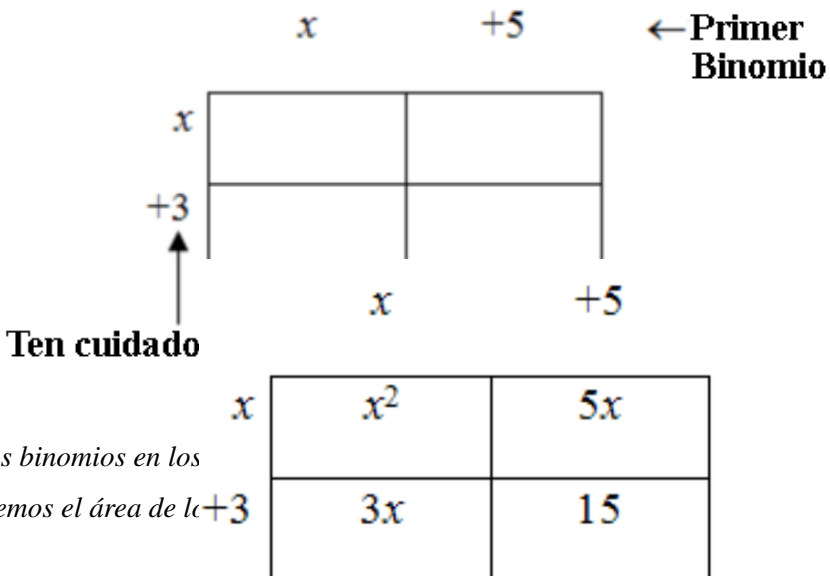 x +5 ←Primer
Binomio
x
+3
x +5
Ten cuidado
x x² 5x
s binomios en los
emos el área de
+3 3x 15